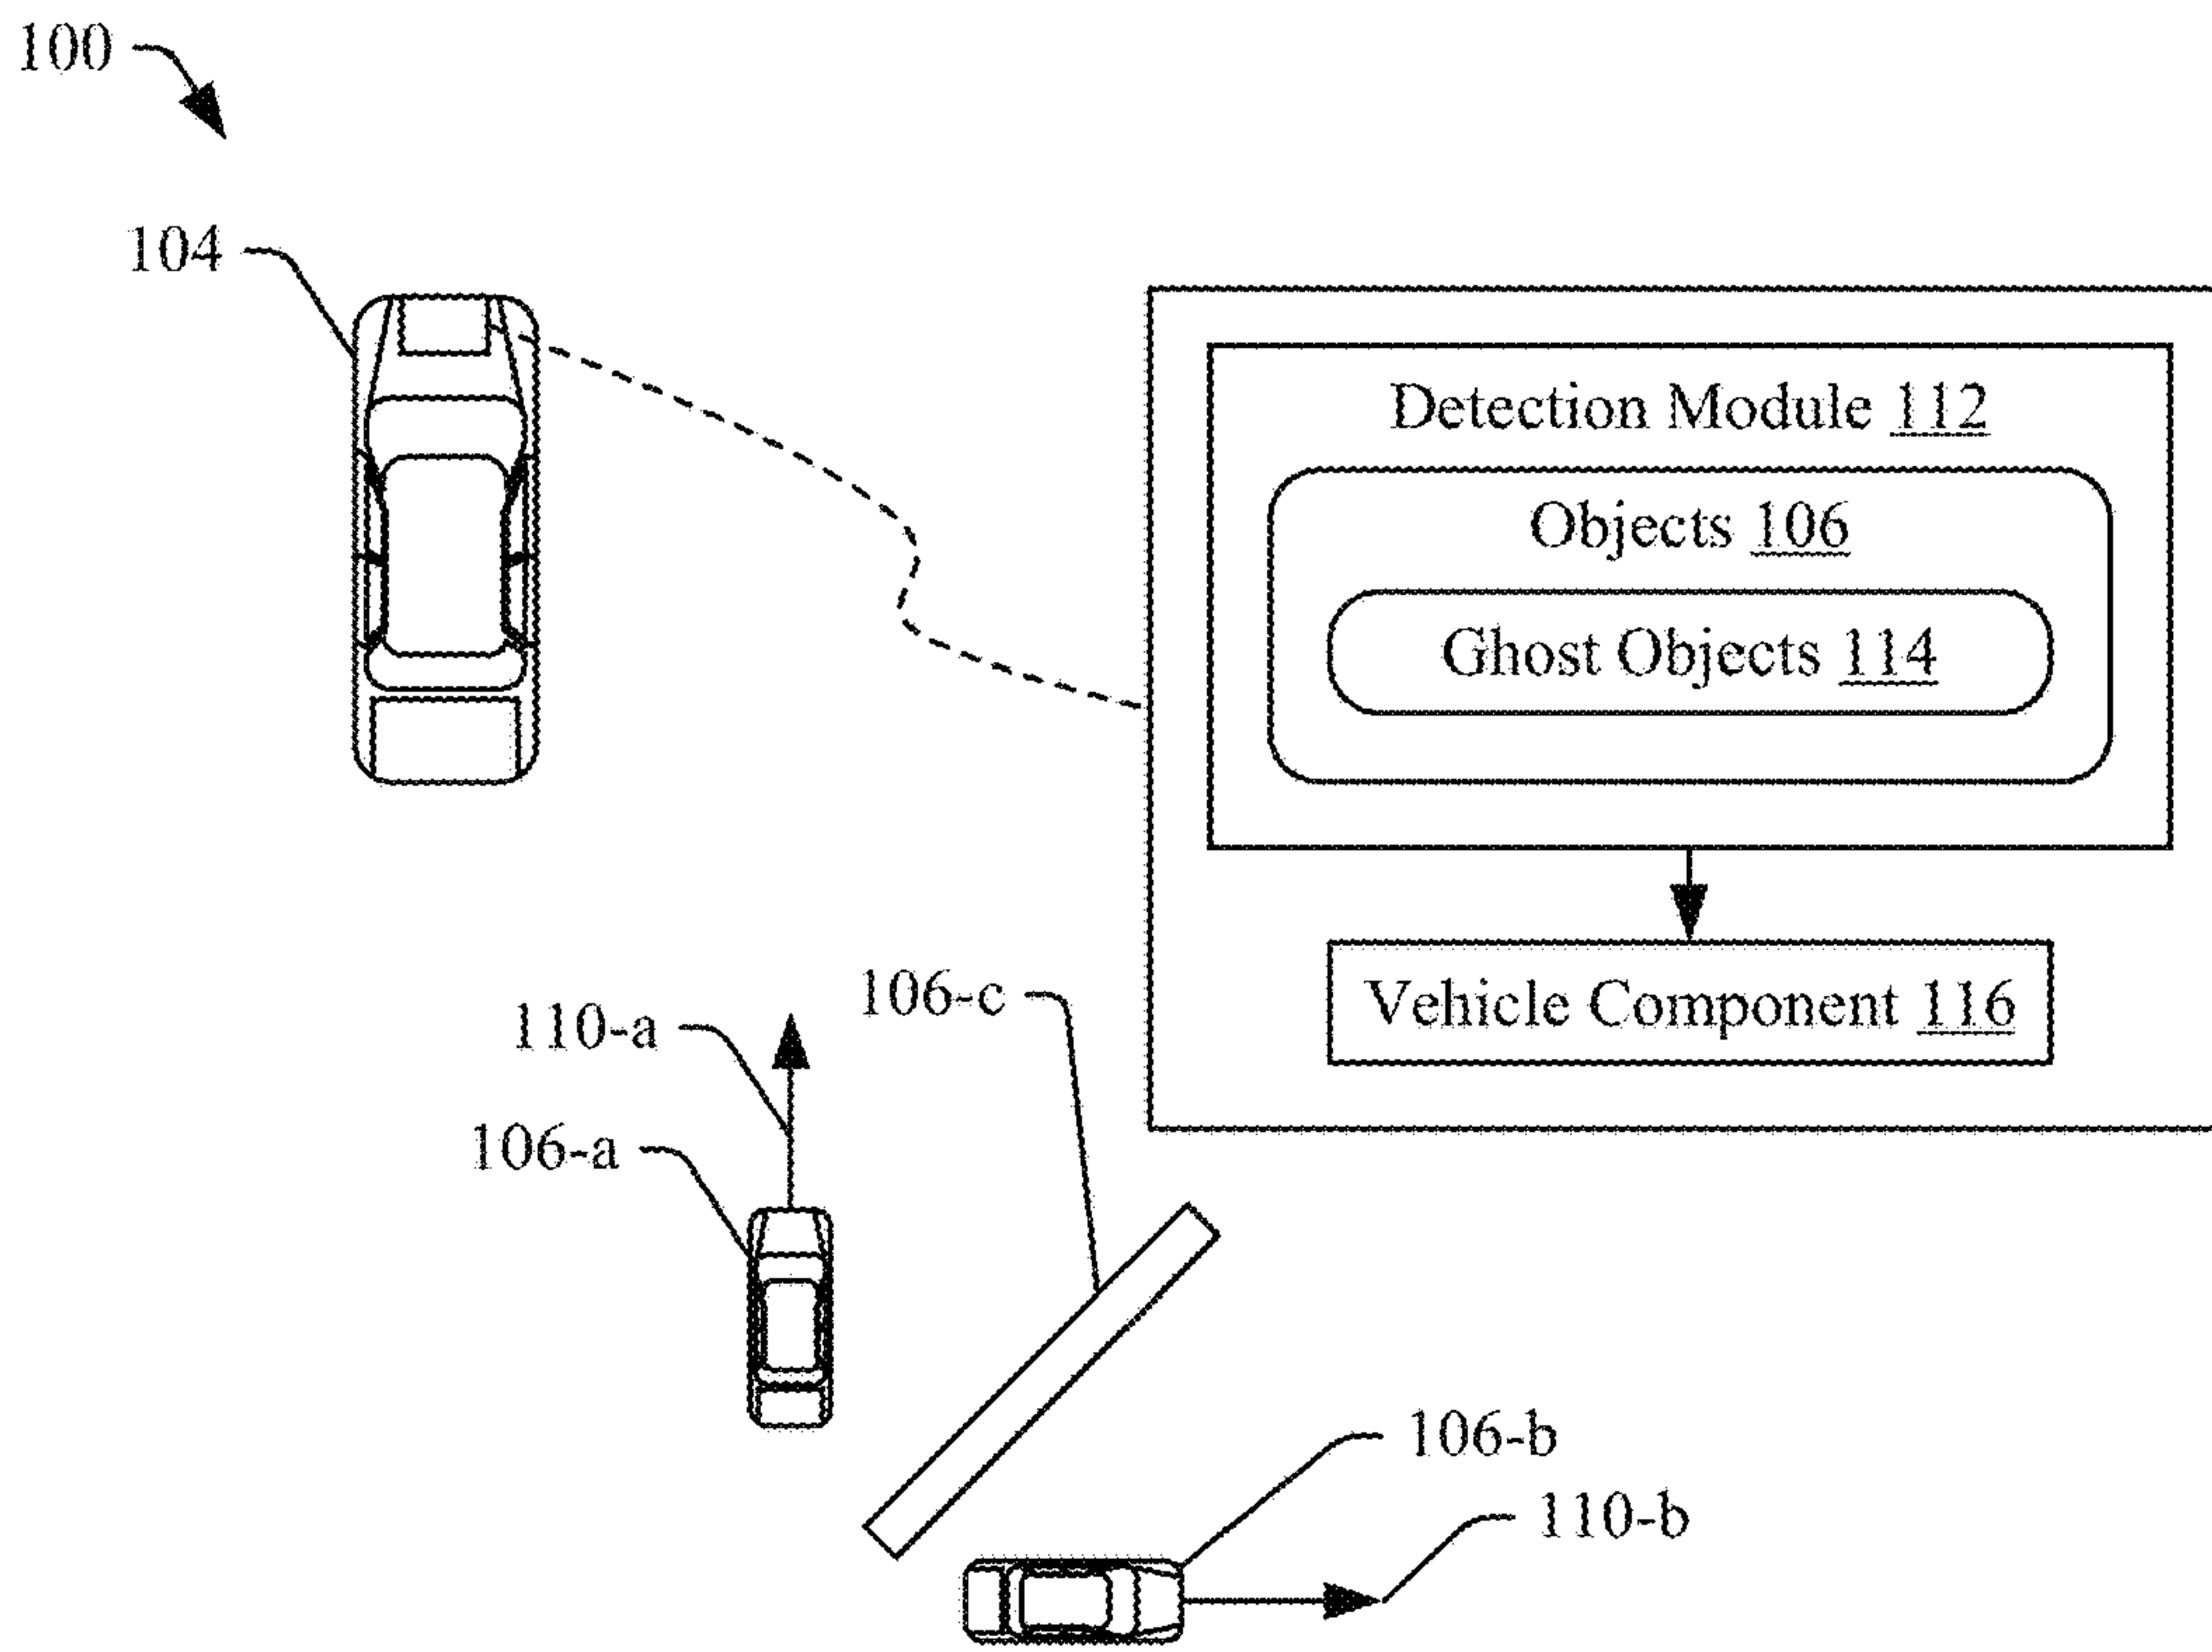 100
104
Detection Module 112
Objects 106
Ghost Objects 114
Vehicle Component 116
106-c
110-a
106-a
106-b
110-b